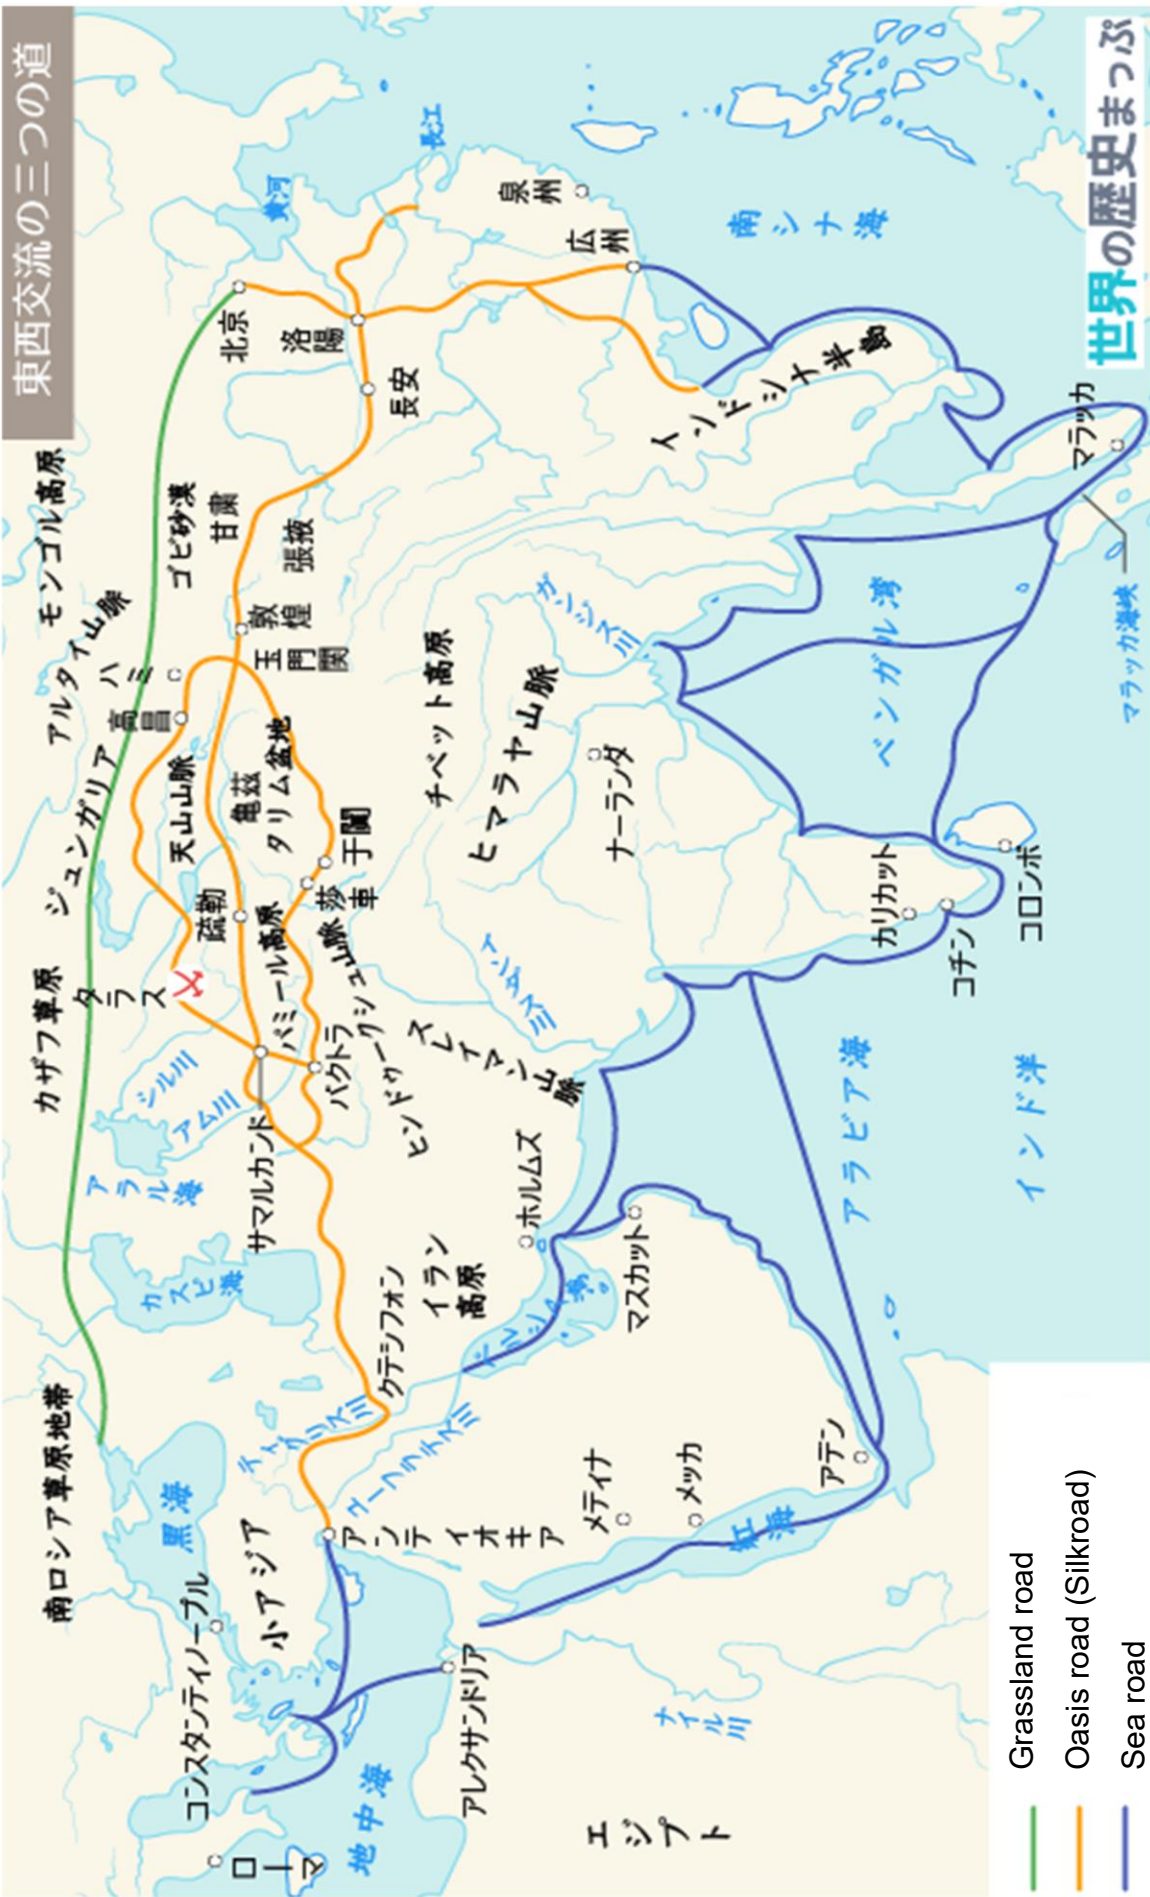 東西交流の三つの道
南ロシア草原地帯
カザフ草原
ジュンガリア
アルタイ山脈
モンゴル高原
コンスタンティノープル
黒海
カスピ海
アラル海
シル川
アム川
タラス
天山山脈
高昌
ハミ
ゴビ砂漠
甘粛
北京
黄河
ローマ
小アジア
ティグリス川
サマルカンド
疏勒
亀茲
タリム盆地
玉門関
敦煌
張掖
洛陽
長安
長江
地中海
アンティオキア
ユーフラテス川
クテシフォン
イラン高原
バクトラ
パミール高原
ヒンドゥークシュ山脈
莎車
于闐
チベット高原
アレクサンドリア
スレイマン山脈
インダス川
ヒマラヤ山脈
ガンジス川
泉州
広州
エジプト
ナイル川
メディナ
メッカ
紅海
ペルシア湾
ホルムズ
マスカット
ナーランダ
インドシナ半島
南シナ海
アデン
アラビア海
カリカット
コチン
コロンボ
ベンガル湾
インド洋
マラッカ
マラッカ海峡
世界の歴史まっぷ
Grassland road
Oasis road (Silkroad)
Sea road